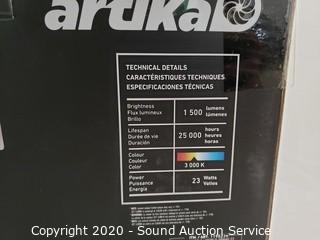 artika
TECHNICAL DETAILS
CARACTÉRISTIQUES TECHNIQUES
ESPECIFICACIONES TÉCNICAS
Brightness
Flux lumineux
Brillo
1 500 lumens
lúmenes
Lifespan
Durée de vie
Duración
25 000 hours
heures
horas
Colour
Couleur
Color
3 000 K
Power
Puissance
Energía
23 Watts
Vatios
Copyright 2020 - Sound Auction Service